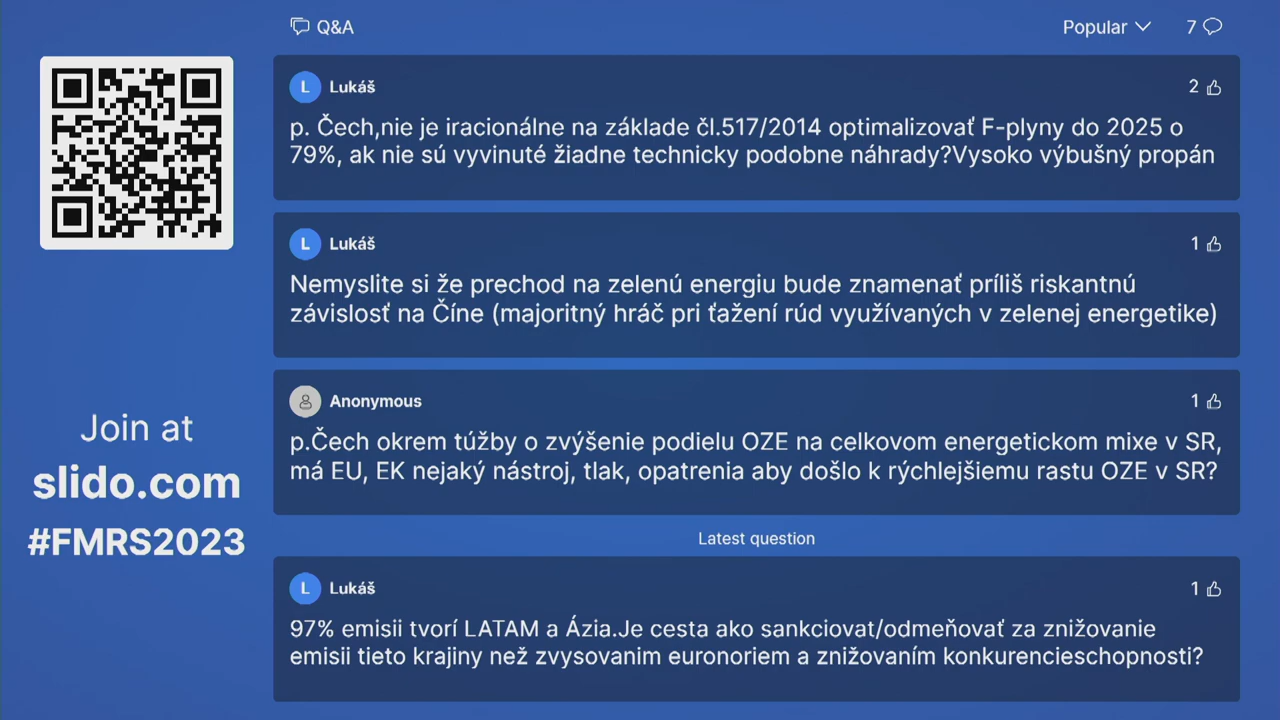 Q&A
Popular
7
L
Lukáš
2
p. Čech,nie je iracionálne na základe čl.517/2014 optimalizovať F-plyny do 2025 o
79%, ak nie sú vyvinuté žiadne technicky podobne náhrady?Vysoko výbušný propán
L
Lukáš
1
Nemyslite si že prechod na zelenú energiu bude znamenať príliš riskantnú
závislosť na Číne (majoritný hráč pri ťažení rúd využívaných v zelenej energetike)
Anonymous
1
p.Čech okrem túžby o zvýšenie podielu OZE na celkovom energetickom mixe v SR,
má EU, EK nejaký nástroj, tlak, opatrenia aby došlo k rýchlejšiemu rastu OZE v SR?
Latest question
L
Lukáš
1
97% emisii tvorí LATAM a Ázia.Je cesta ako sankciovat/odmeňovať za znižovanie
emisii tieto krajiny než zvysovanim euronoriem a znižovaním konkurencieschopnosti?
Join at
slido.com
#FMRS2023